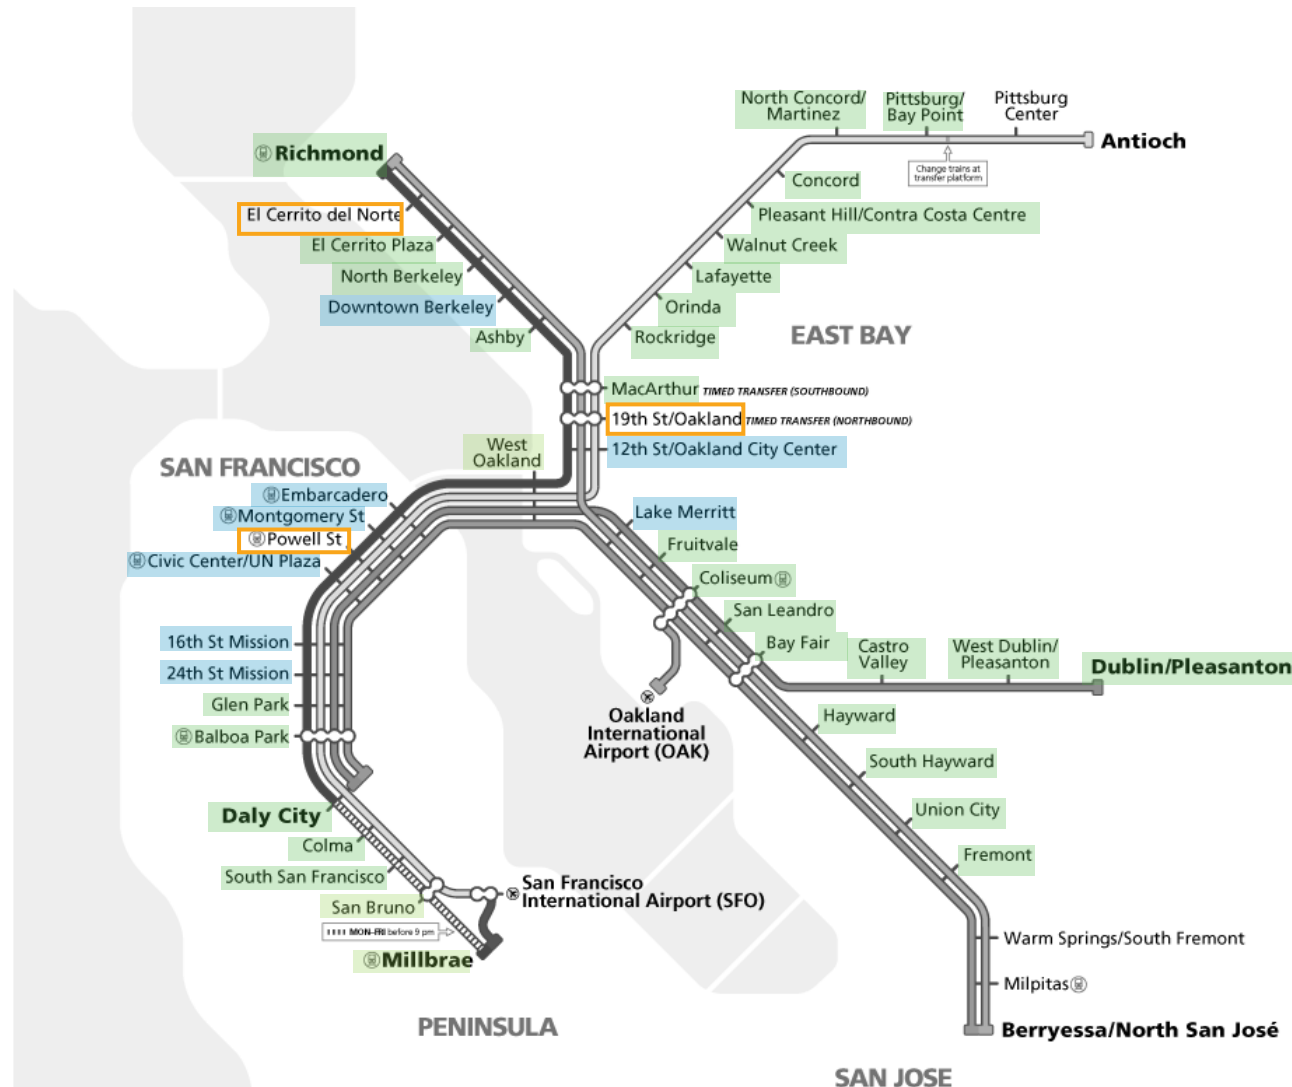 North Concord/
Martinez
Pittsburg/
Bay Point
Pittsburg
Center
Antioch
Change trains at
transfer platform
Richmond
Concord
El Cerrito del Norte
Pleasant Hill/Contra Costa Centre
El Cerrito Plaza
Walnut Creek
North Berkeley
Lafayette
Downtown Berkeley
Orinda
Ashby
Rockridge
EAST BAY
MacArthur TIMED TRANSFER (SOUTHBOUND)
19th St/Oakland TIMED TRANSFER (NORTHBOUND)
West
Oakland
12th St/Oakland City Center
SAN FRANCISCO
Embarcadero
Montgomery St
Lake Merritt
Powell St
Fruitvale
Civic Center/UN Plaza
Coliseum
San Leandro
16th St Mission
Bay Fair
Castro
Valley
West Dublin/
Pleasanton
Dublin/Pleasanton
24th St Mission
Glen Park
Oakland
International
Airport (OAK)
Hayward
Balboa Park
South Hayward
Daly City
Union City
Colma
Fremont
South San Francisco
San Francisco
International Airport (SFO)
San Bruno
MON-FRI before 9 pm
Warm Springs/South Fremont
Millbrae
Milpitas
PENINSULA
Berryessa/North San José
SAN JOSE